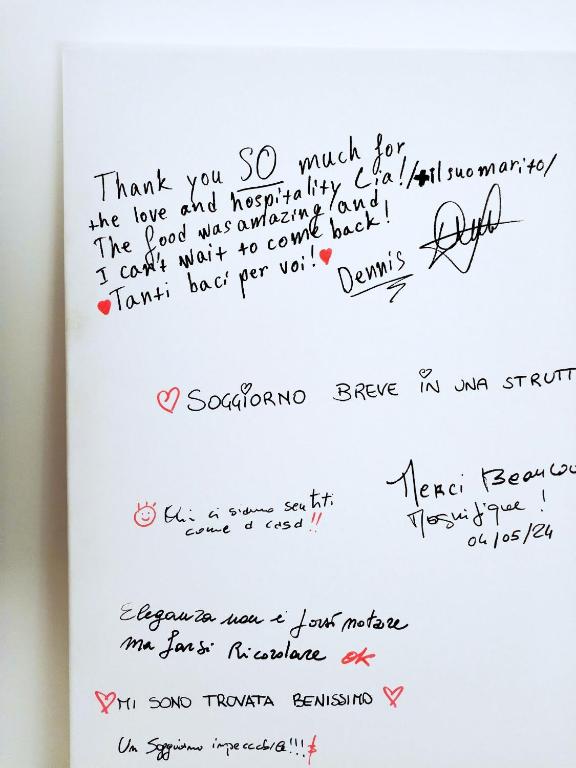 Thank you SO much for
the love and hospitality Lia!/+il suo marito/
The food was amazing/and
I can't wait to come back!
♥Tanti baci per voi!♥
Dennis
♡ SOGGIORNO BREVE IN UNA STRUTT
Merci Beaucou
Magnifique!
04/05/24
ci siamo sentiti
come a casa!!
Eleganza non è farsi notare
ma farsi Ricordare OK
♡MI SONO TROVATA BENISSIMO ♡
Un Soggiorno impeccabile!!!